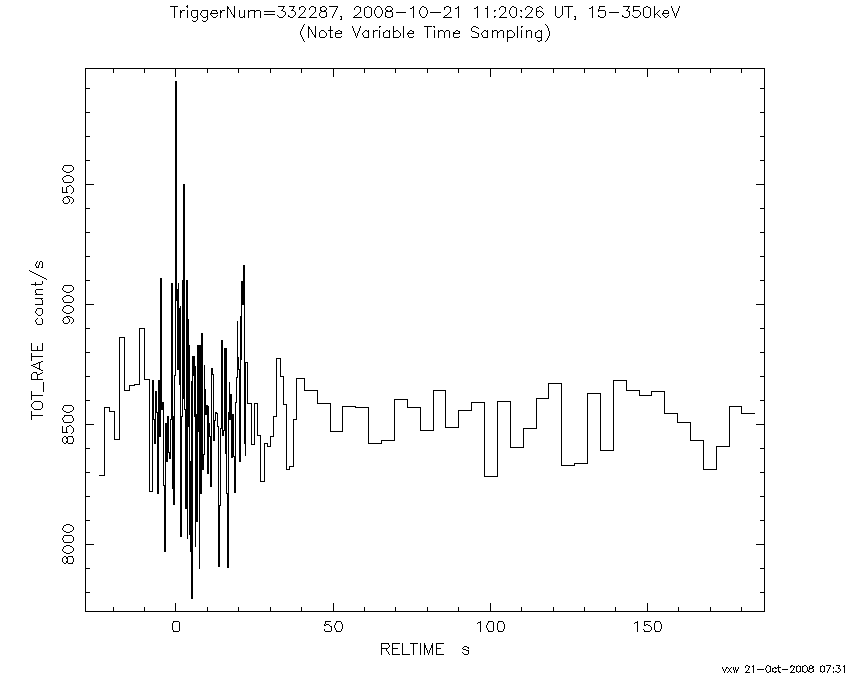 TriggerNum=332287, 2008-10-21 11:20:26 UT, 15-350keV
(Note Variable Time Sampling)
TOT_RATE count/s
9500
9000
8500
8000
0 50 100 150
RELTIME s
vxw 21-Oct-2008 07:31